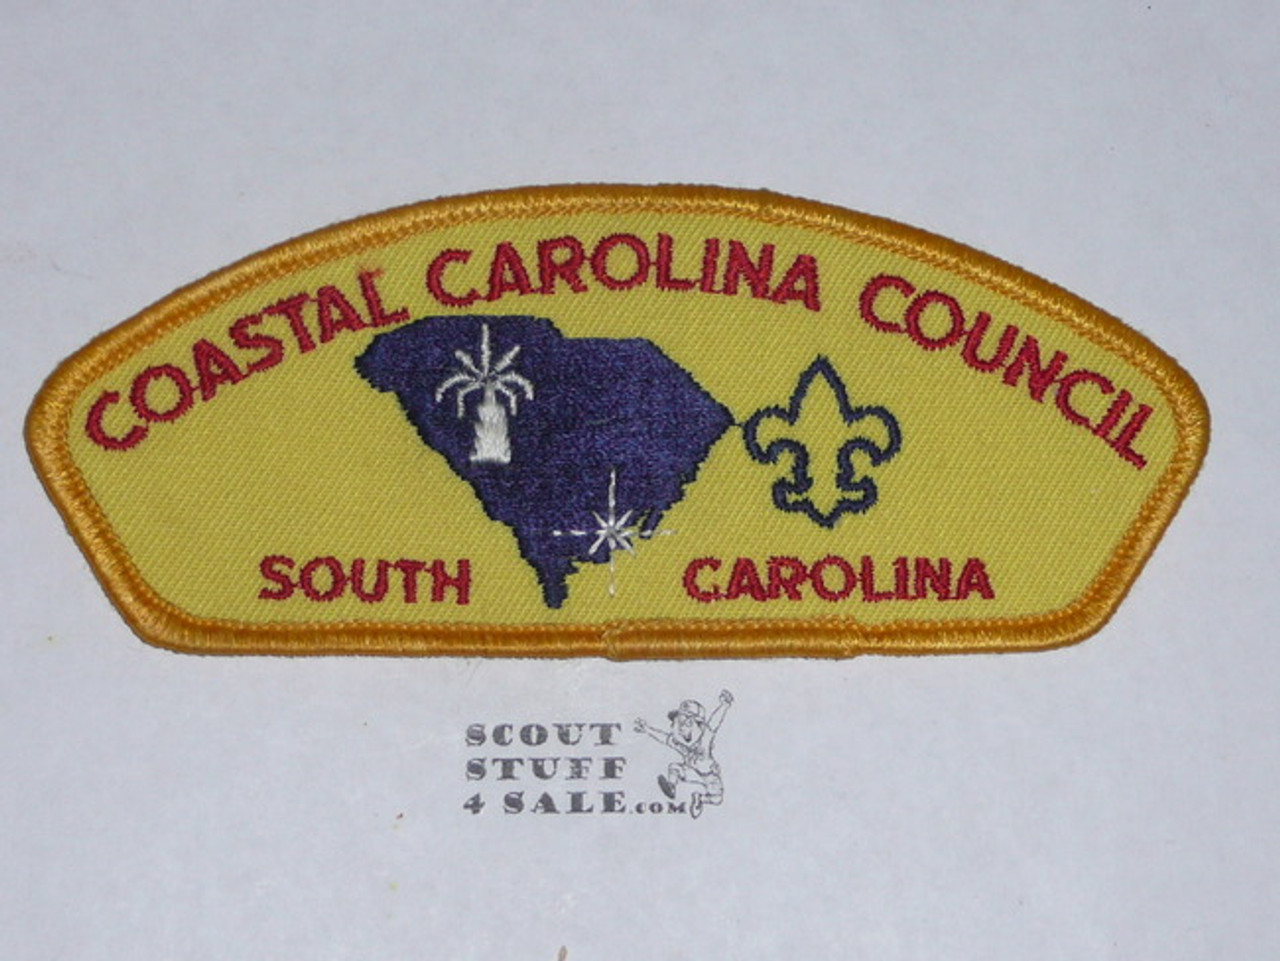 COASTAL CAROLINA COUNCIL
SOUTH CAROLINA
SCOUT
STUFF
4 SALE.COM